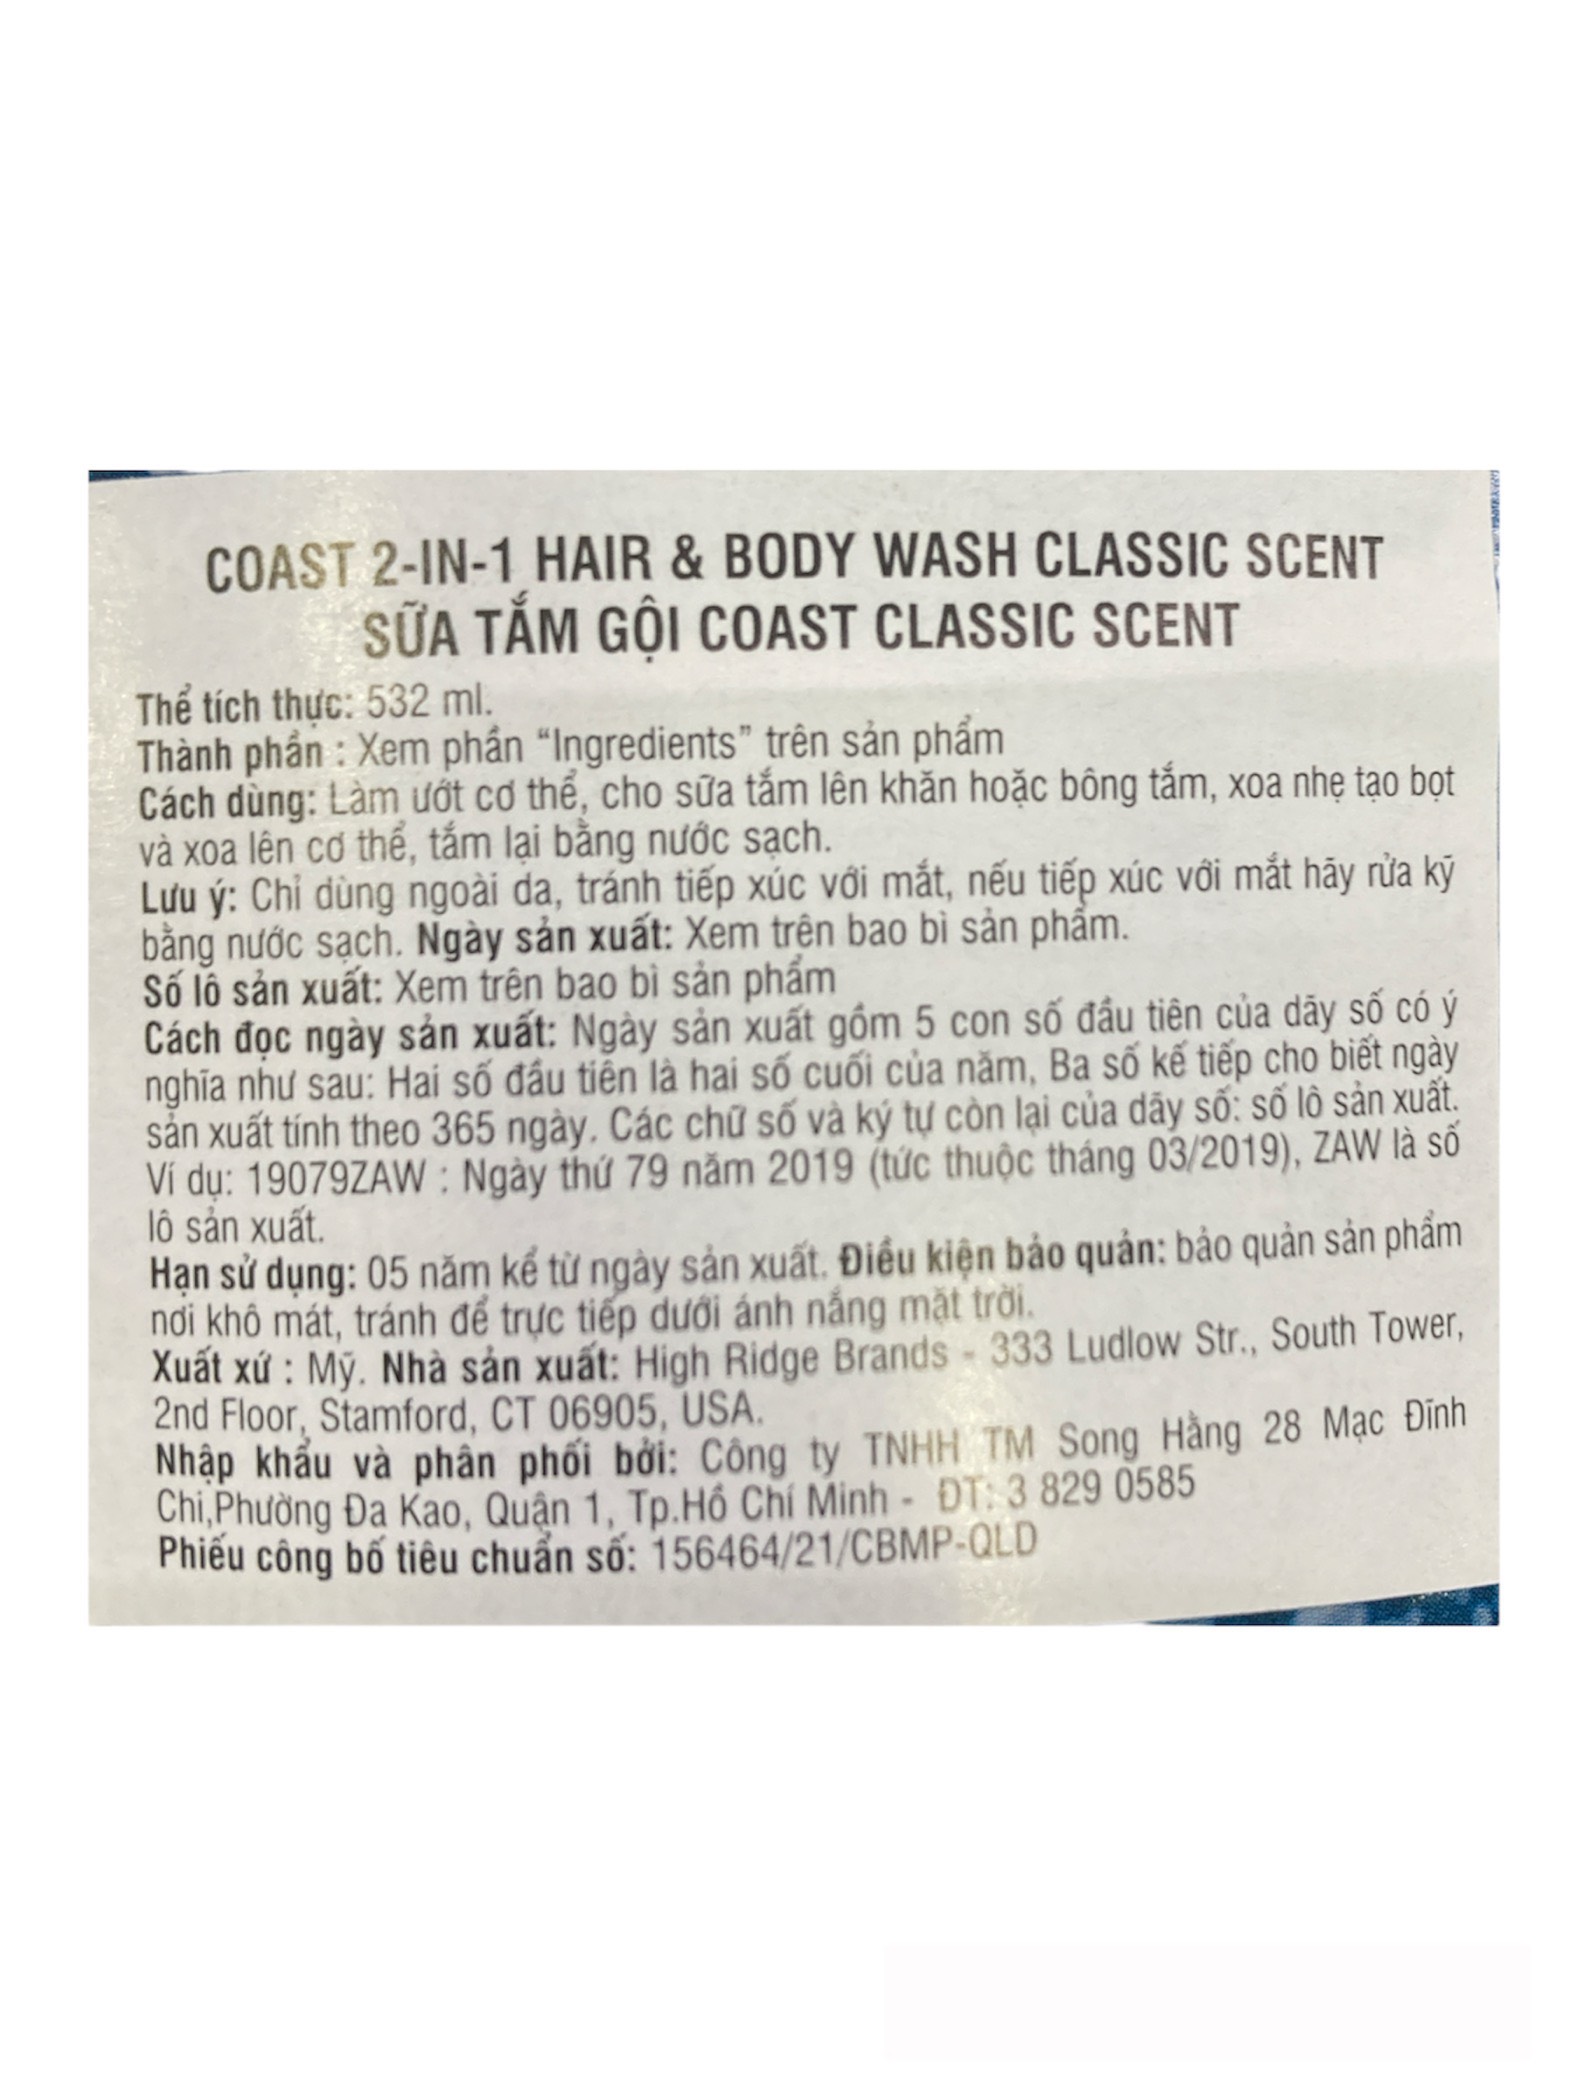 COAST 2-IN-1 HAIR & BODY WASH CLASSIC SCENT
SỮA TẮM GỘI COAST CLASSIC SCENT
Thể tích thực: 532 ml.
Thành phần : Xem phần “Ingredients” trên sản phẩm
Cách dùng: Làm ướt cơ thể, cho sữa tắm lên khăn hoặc bông tắm, xoa nhẹ tạo bọt
và xoa lên cơ thể, tắm lại bằng nước sạch.
Lưu ý: Chỉ dùng ngoài da, tránh tiếp xúc với mắt, nếu tiếp xúc với mắt hãy rửa kỹ
bằng nước sạch. Ngày sản xuất: Xem trên bao bì sản phẩm.
Số lô sản xuất: Xem trên bao bì sản phẩm
Cách đọc ngày sản xuất: Ngày sản xuất gồm 5 con số đầu tiên của dãy số có ý
nghĩa như sau: Hai số đầu tiên là hai số cuối của năm, Ba số kế tiếp cho biết ngày
sản xuất tính theo 365 ngày. Các chữ số và ký tự còn lại của dãy số: số lô sản xuất.
Ví dụ: 19079ZAW : Ngày thứ 79 năm 2019 (tức thuộc tháng 03/2019), ZAW là số
lô sản xuất.
Hạn sử dụng: 05 năm kể từ ngày sản xuất. Điều kiện bảo quản: bảo quản sản phẩm
nơi khô mát, tránh để trực tiếp dưới ánh nắng mặt trời.
Xuất xứ : Mỹ. Nhà sản xuất: High Ridge Brands - 333 Ludlow Str., South Tower,
2nd Floor, Stamford, CT 06905, USA.
Nhập khẩu và phân phối bởi: Công ty TNHH TM Song Hằng 28 Mạc Đĩnh
Chi,Phường Đa Kao, Quận 1, Tp.Hồ Chí Minh - ĐT: 3 829 0585
Phiếu công bố tiêu chuẩn số: 156464/21/CBMP-QLD